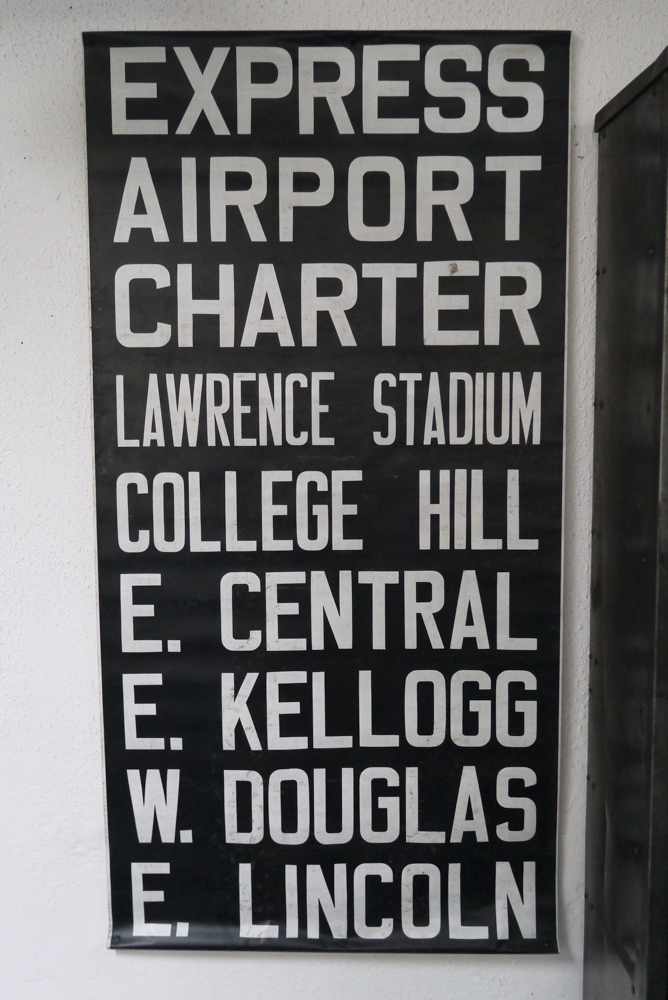 EXPRESS
AIRPORT
CHARTER
LAWRENCE STADIUM
COLLEGE HILL
E. CENTRAL
E. KELLOGG
W. DOUGLAS
E. LINCOLN